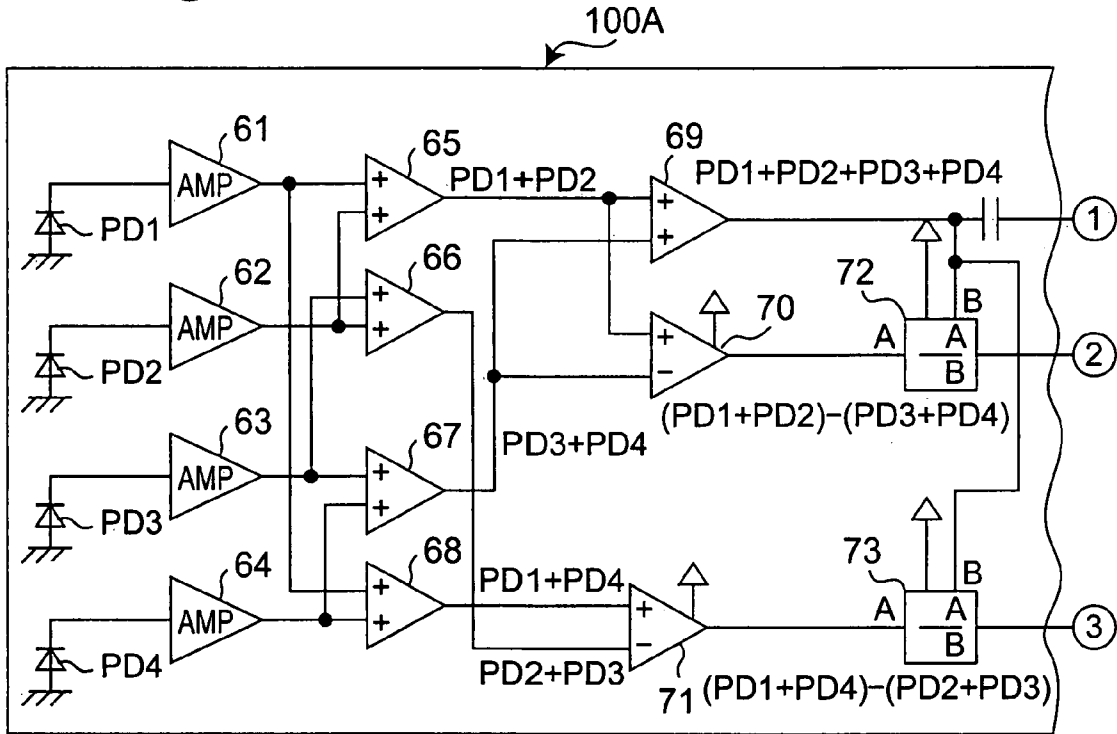 100A
61
AMP
PD1
62
AMP
PD2
63
AMP
PD3
64
AMP
PD4
65
+
+
PD1+PD2
66
+
+
67
+
+
PD3+PD4
68
+
+
PD1+PD4
PD2+PD3
69
+
+
PD1+PD2+PD3+PD4
1
70
+
−
(PD1+PD2)−(PD3+PD4)
72
A
B
A
B
2
71
+
−
(PD1+PD4)−(PD2+PD3)
73
A
B
A
B
3